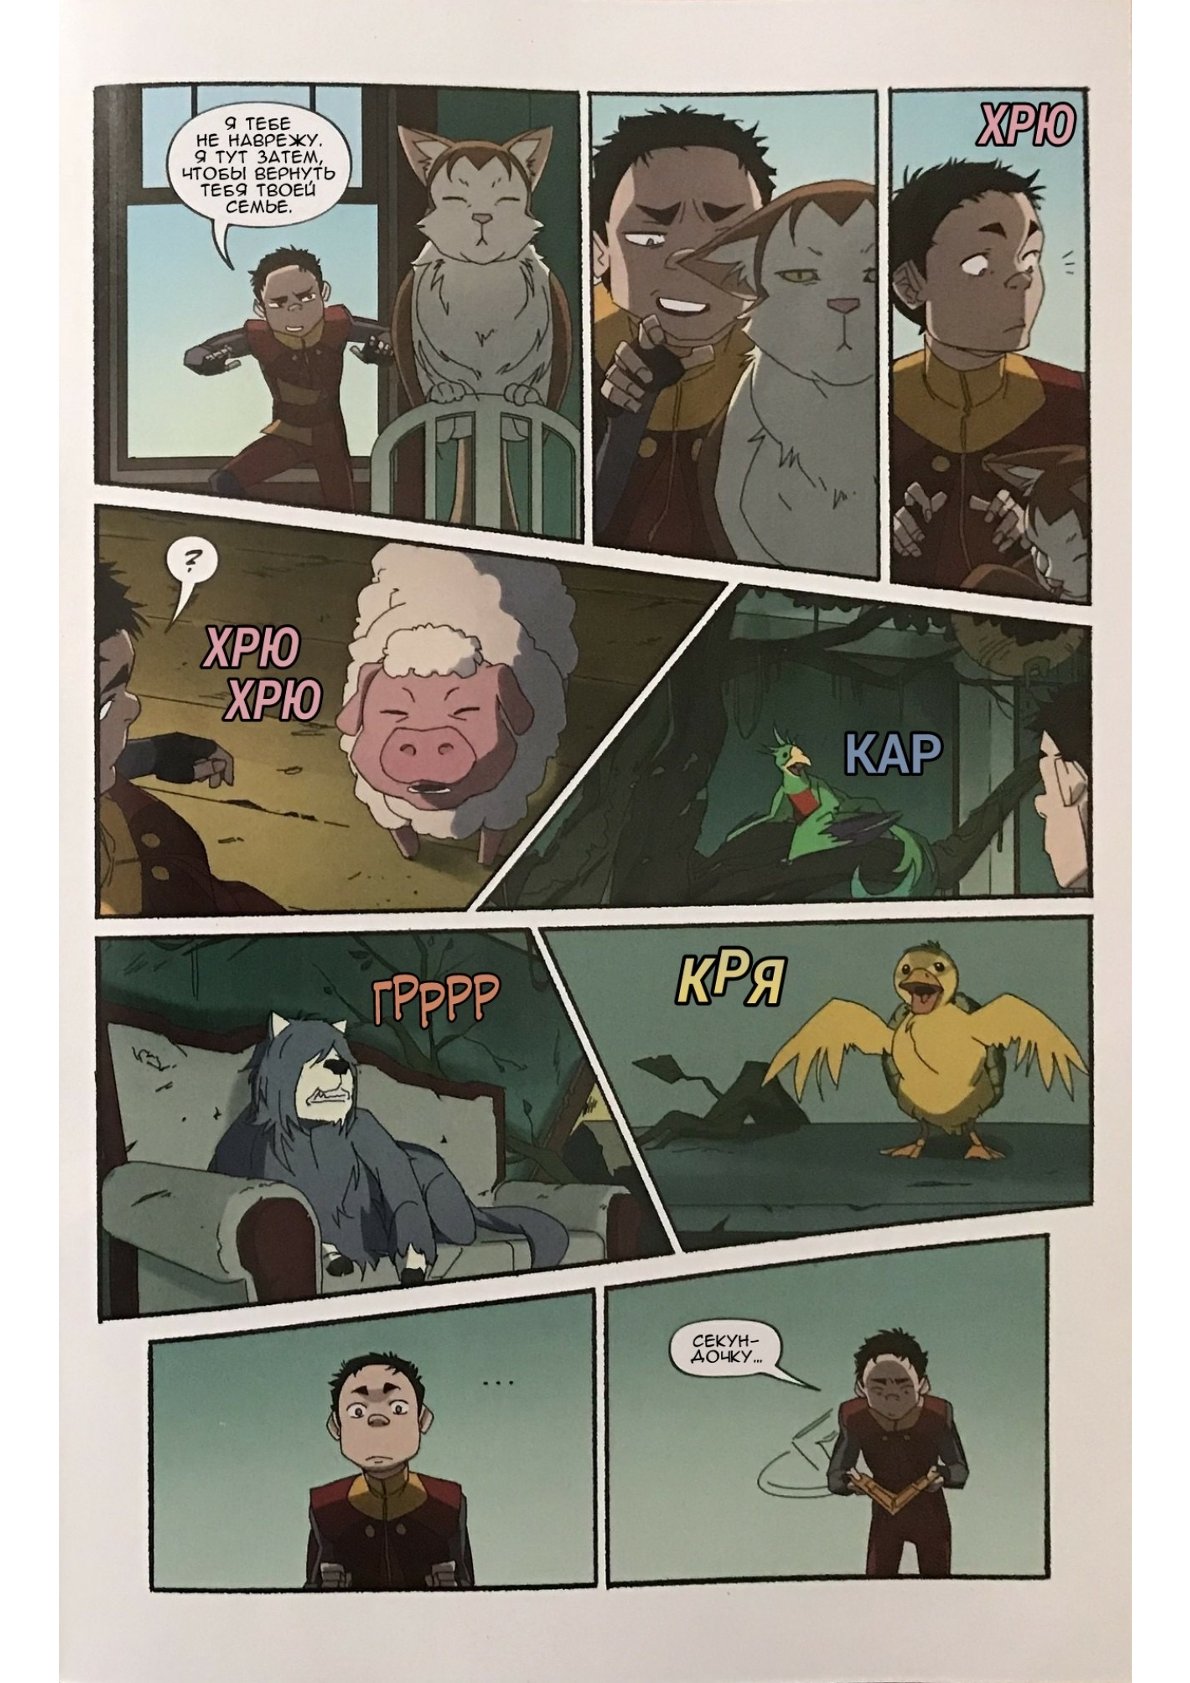 Я ТЕБЕ
НЕ НАВРЕЖУ.
Я ТУТ ЗАТЕМ,
ЧТОБЫ ВЕРНУТЬ
ТЕБЯ ТВОЕЙ
СЕМЬЕ.
ХРЮ
?
ХРЮ
ХРЮ
КАР
ГРРРР
КРЯ
...
СЕКУН-
ДОЧКУ...